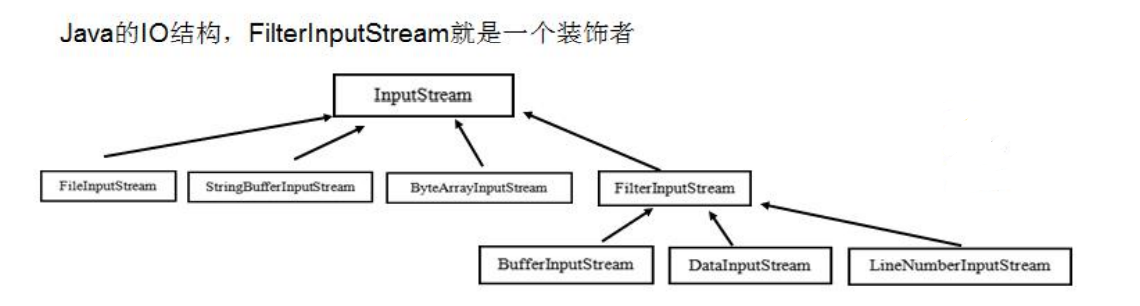 Java的IO结构，FilterInputStream就是一个装饰者
InputStream
FileInputStream
StringBufferInputStream
ByteArrayInputStream
FilterInputStream
BufferInputStream
DataInputStream
LineNumberInputStream